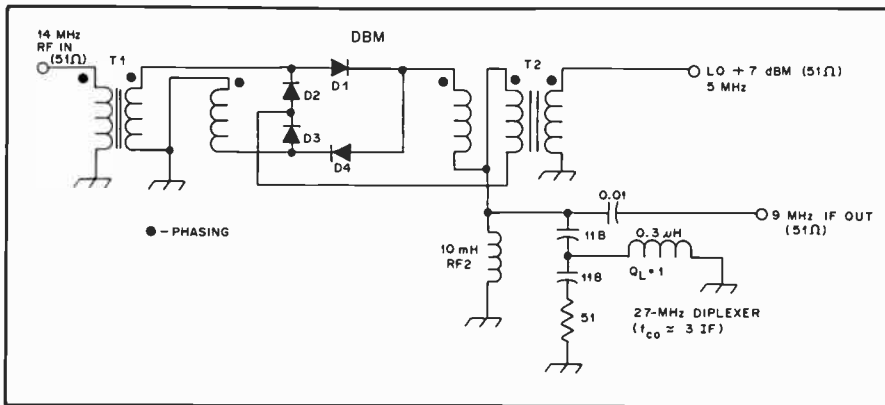 DBM
14 MHz
RF IN
(51Ω)
T1
D1
D2
D3
D4
T2
LO + 7 dBM (51Ω)
5 MHz
● - PHASING
0.01
9 MHz IF OUT
(51Ω)
10 mH
RF2
118
118
0.3 µH
Q_L = 1
51
27-MHz DIPLEXER
(f_co ≈ 3 IF)